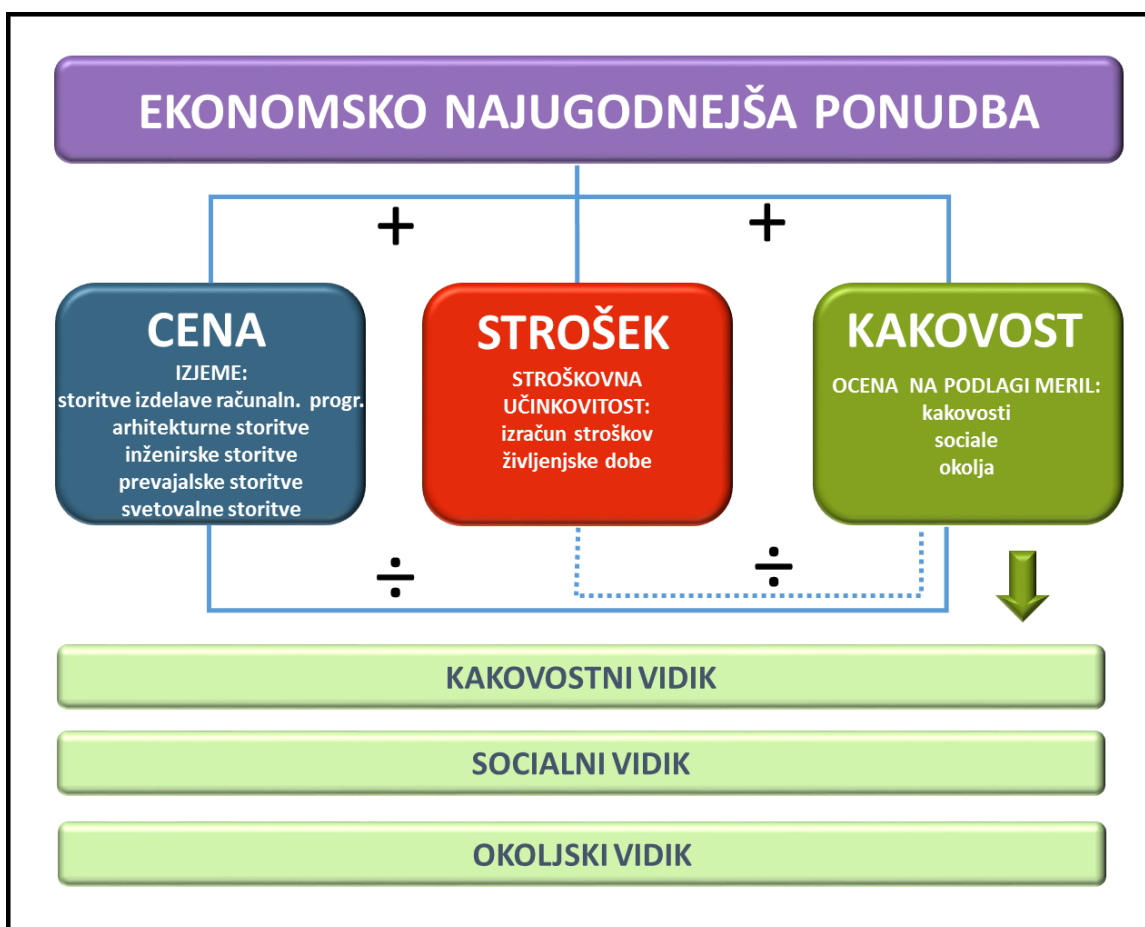 EKONOMSKO NAJUGODNEJŠA PONUDBA
+
+
CENA
IZJEME:
storitve izdelave računaln. progr.
arhitekturne storitve
inženirske storitve
prevajalske storitve
svetovalne storitve
STROŠEK
STROŠKOVNA
UČINKOVITOST:
izračun stroškov
življenjske dobe
KAKOVOST
OCENA NA PODLAGI MERIL:
kakovosti
sociale
okolja
÷
÷
KAKOVOSTNI VIDIK
SOCIALNI VIDIK
OKOLJSKI VIDIK